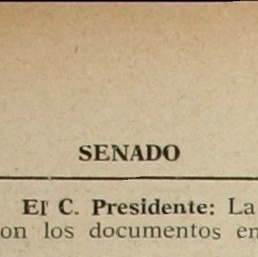 SENADO
El C. Presidente: La
on los documentos en